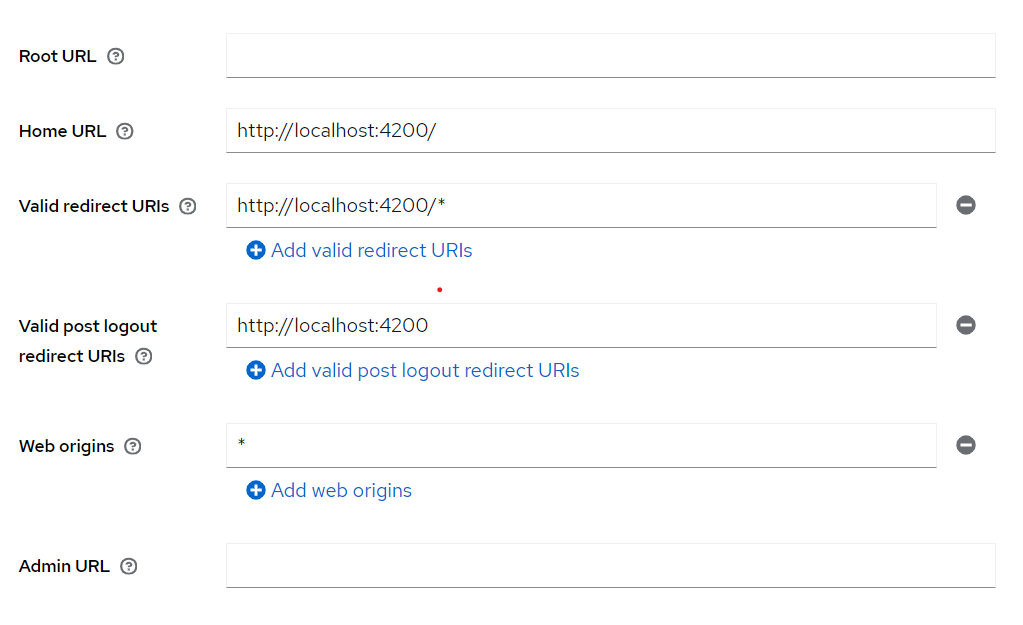 Root URL
Home URL
http://localhost:4200/
Valid redirect URIs
http://localhost:4200/*
Add valid redirect URIs
Valid post logout
redirect URIs
http://localhost:4200
Add valid post logout redirect URIs
Web origins
*
Add web origins
Admin URL